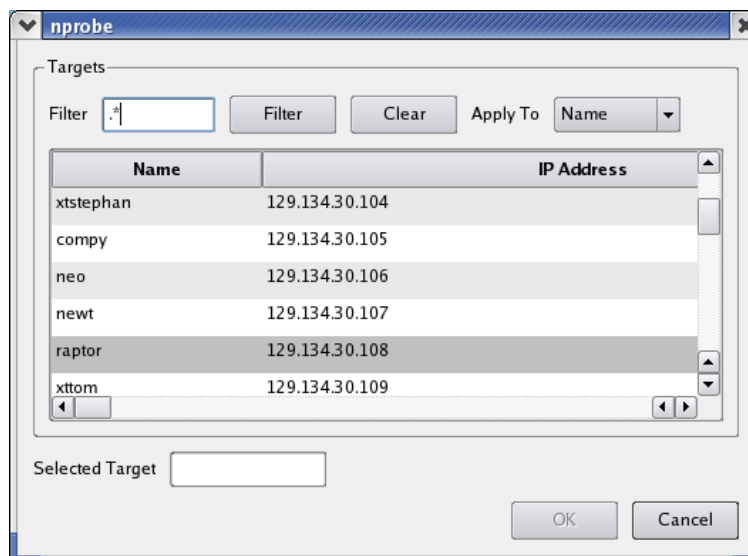 nprobe
Targets
Filter .* Filter Clear Apply To Name
Name IP Address
xtstephan 129.134.30.104
compy 129.134.30.105
neo 129.134.30.106
newt 129.134.30.107
raptor 129.134.30.108
xttom 129.134.30.109
Selected Target
OK Cancel